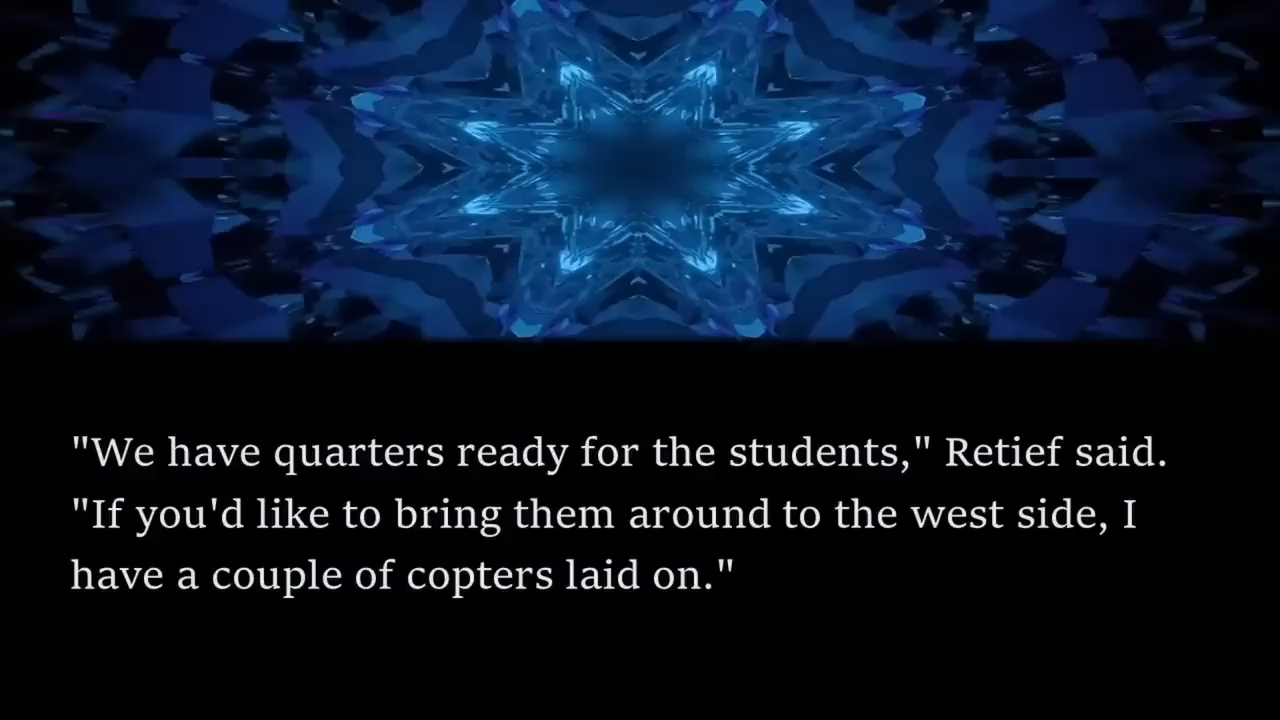 "We have quarters ready for the students," Retief said.
"If you'd like to bring them around to the west side, I
have a couple of copters laid on."